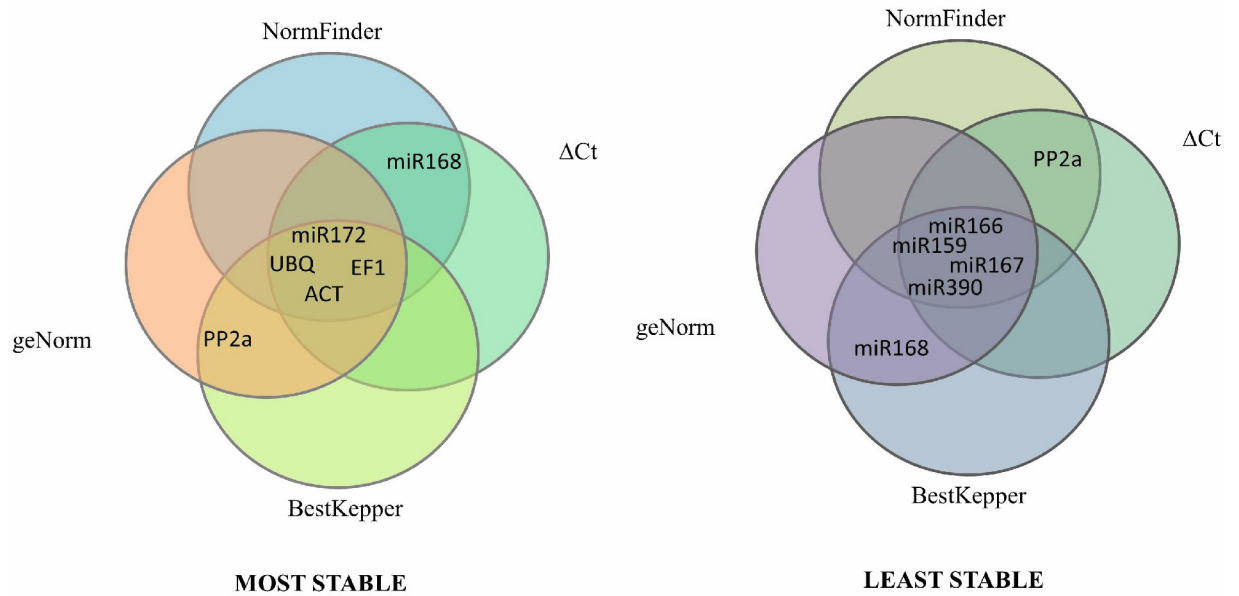 NormFinder
miR168
ΔCt
miR172
UBQ
EF1
ACT
PP2a
geNorm
BestKepper
MOST STABLE
NormFinder
PP2a
ΔCt
miR166
miR159
miR167
miR390
geNorm
miR168
BestKepper
LEAST STABLE